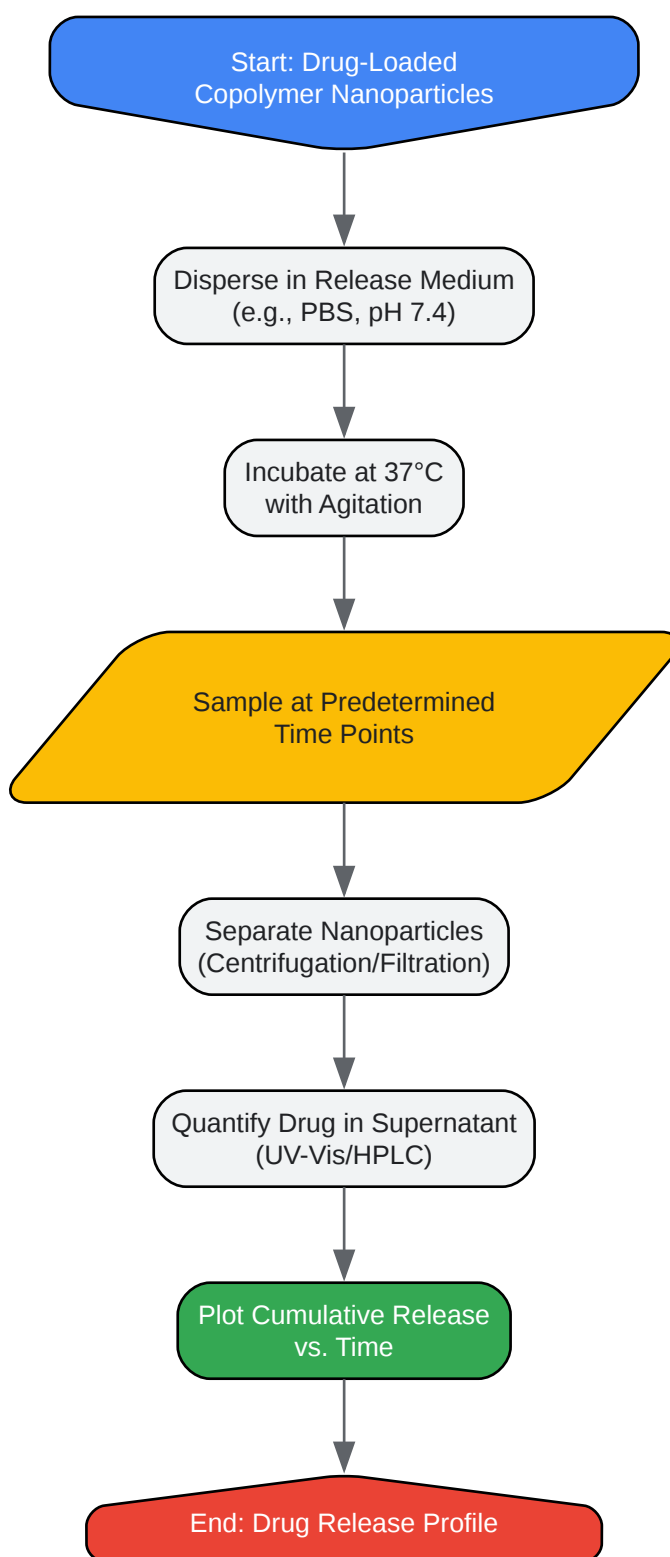 Start: Drug-Loaded
Copolymer Nanoparticles
Disperse in Release Medium
(e.g., PBS, pH 7.4)
Incubate at 37°C
with Agitation
Sample at Predetermined
Time Points
Separate Nanoparticles
(Centrifugation/Filtration)
Quantify Drug in Supernatant
(UV-Vis/HPLC)
Plot Cumulative Release
vs. Time
End: Drug Release Profile